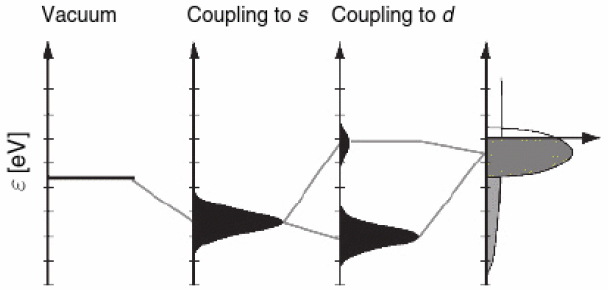 Vacuum
Coupling to s
Coupling to d
ε [eV]